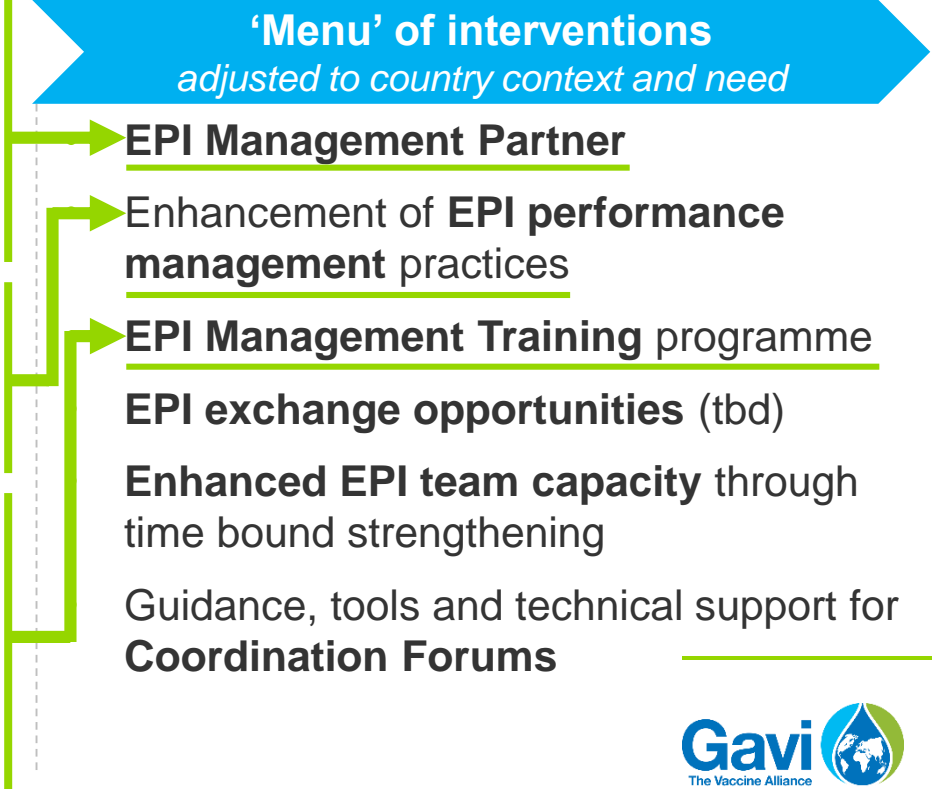 ‘Menu’ of interventions
adjusted to country context and need
EPI Management Partner
Enhancement of EPI performance
management practices
EPI Management Training programme
EPI exchange opportunities (tbd)
Enhanced EPI team capacity through
time bound strengthening
Guidance, tools and technical support for
Coordination Forums
Gavi
The Vaccine Alliance